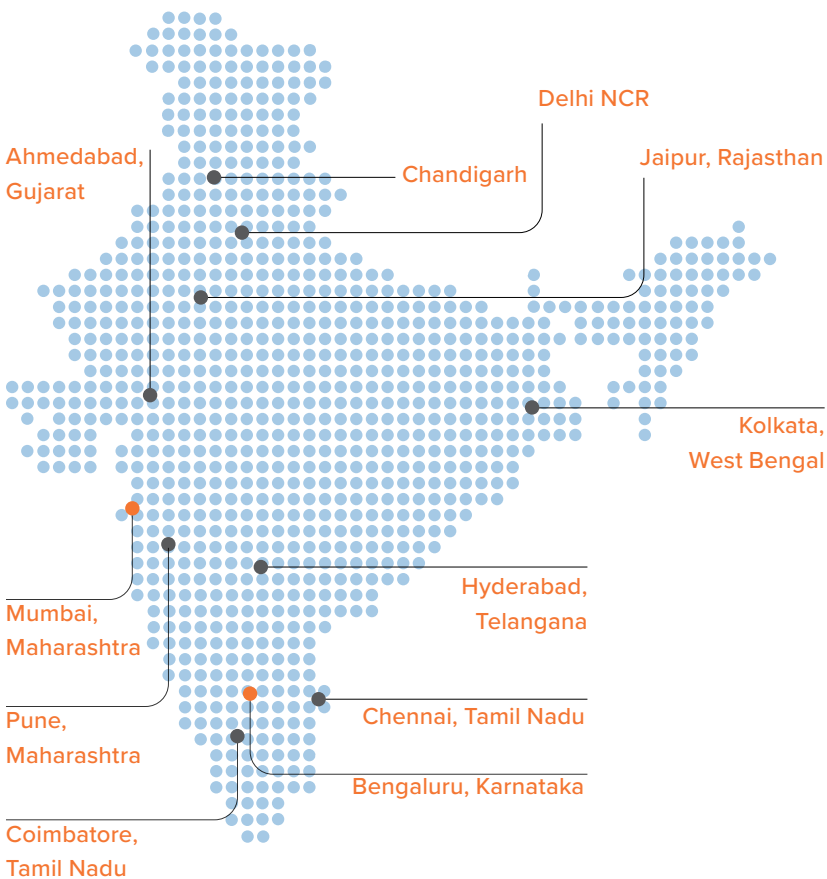 Delhi NCR
Ahmedabad,
Gujarat
Chandigarh
Jaipur, Rajasthan
Kolkata,
West Bengal
Hyderabad,
Telangana
Mumbai,
Maharashtra
Chennai, Tamil Nadu
Pune,
Maharashtra
Bengaluru, Karnataka
Coimbatore,
Tamil Nadu